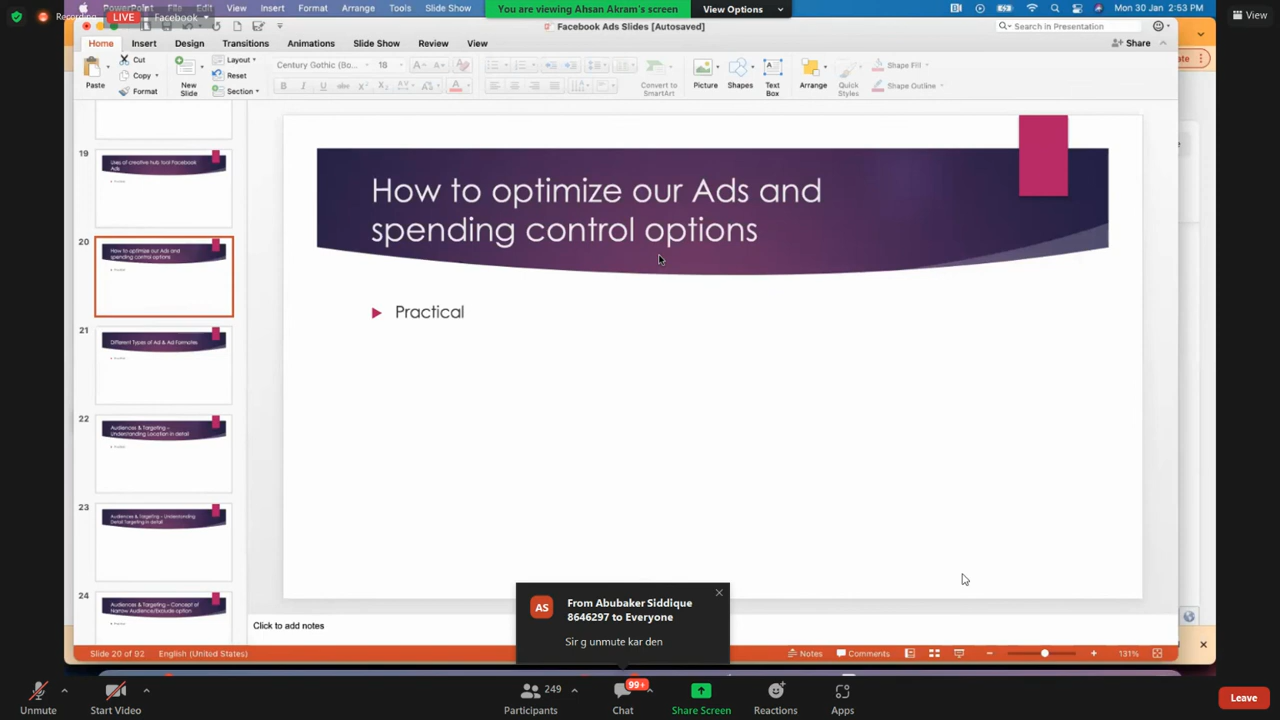 Recording
LIVE
Facebook
PowerPoint File Edit View Insert Format Arrange Tools Slide Show
You are viewing Ahsan Akram's screen
View Options
Mon 30 Jan 2:53 PM
View
Facebook Ads Slides [Autosaved]
Search in Presentation
Home Insert Design Transitions Animations Slide Show Review View
Share
Paste
Cut
Copy
Format
New Slide
Layout
Reset
Section
Century Gothic (Bo...
18
Convert to SmartArt
Picture
Shapes
Text Box
Arrange
Quick Styles
Shape Fill
Shape Outline
19
Uses of creative hub tool Facebook
Ads
20
How to optimize our Ads and
spending control options
21
Different Types of Ad & Ad Formates
22
Audiences & Targeting –
Understanding Location in detail
23
Audiences & Targeting – Understanding
Detail Targeting in detail
24
Audiences & Targeting – Concept of
Narrow Audience/Exclude option
How to optimize our Ads and
spending control options
Practical
Click to add notes
AS
From Abubaker Siddique
8646297 to Everyone
Sir g unmute kar den
Slide 20 of 92
English (United States)
Notes
Comments
131%
Unmute
Start Video
249
Participants
99+
Chat
Share Screen
Reactions
Apps
Leave